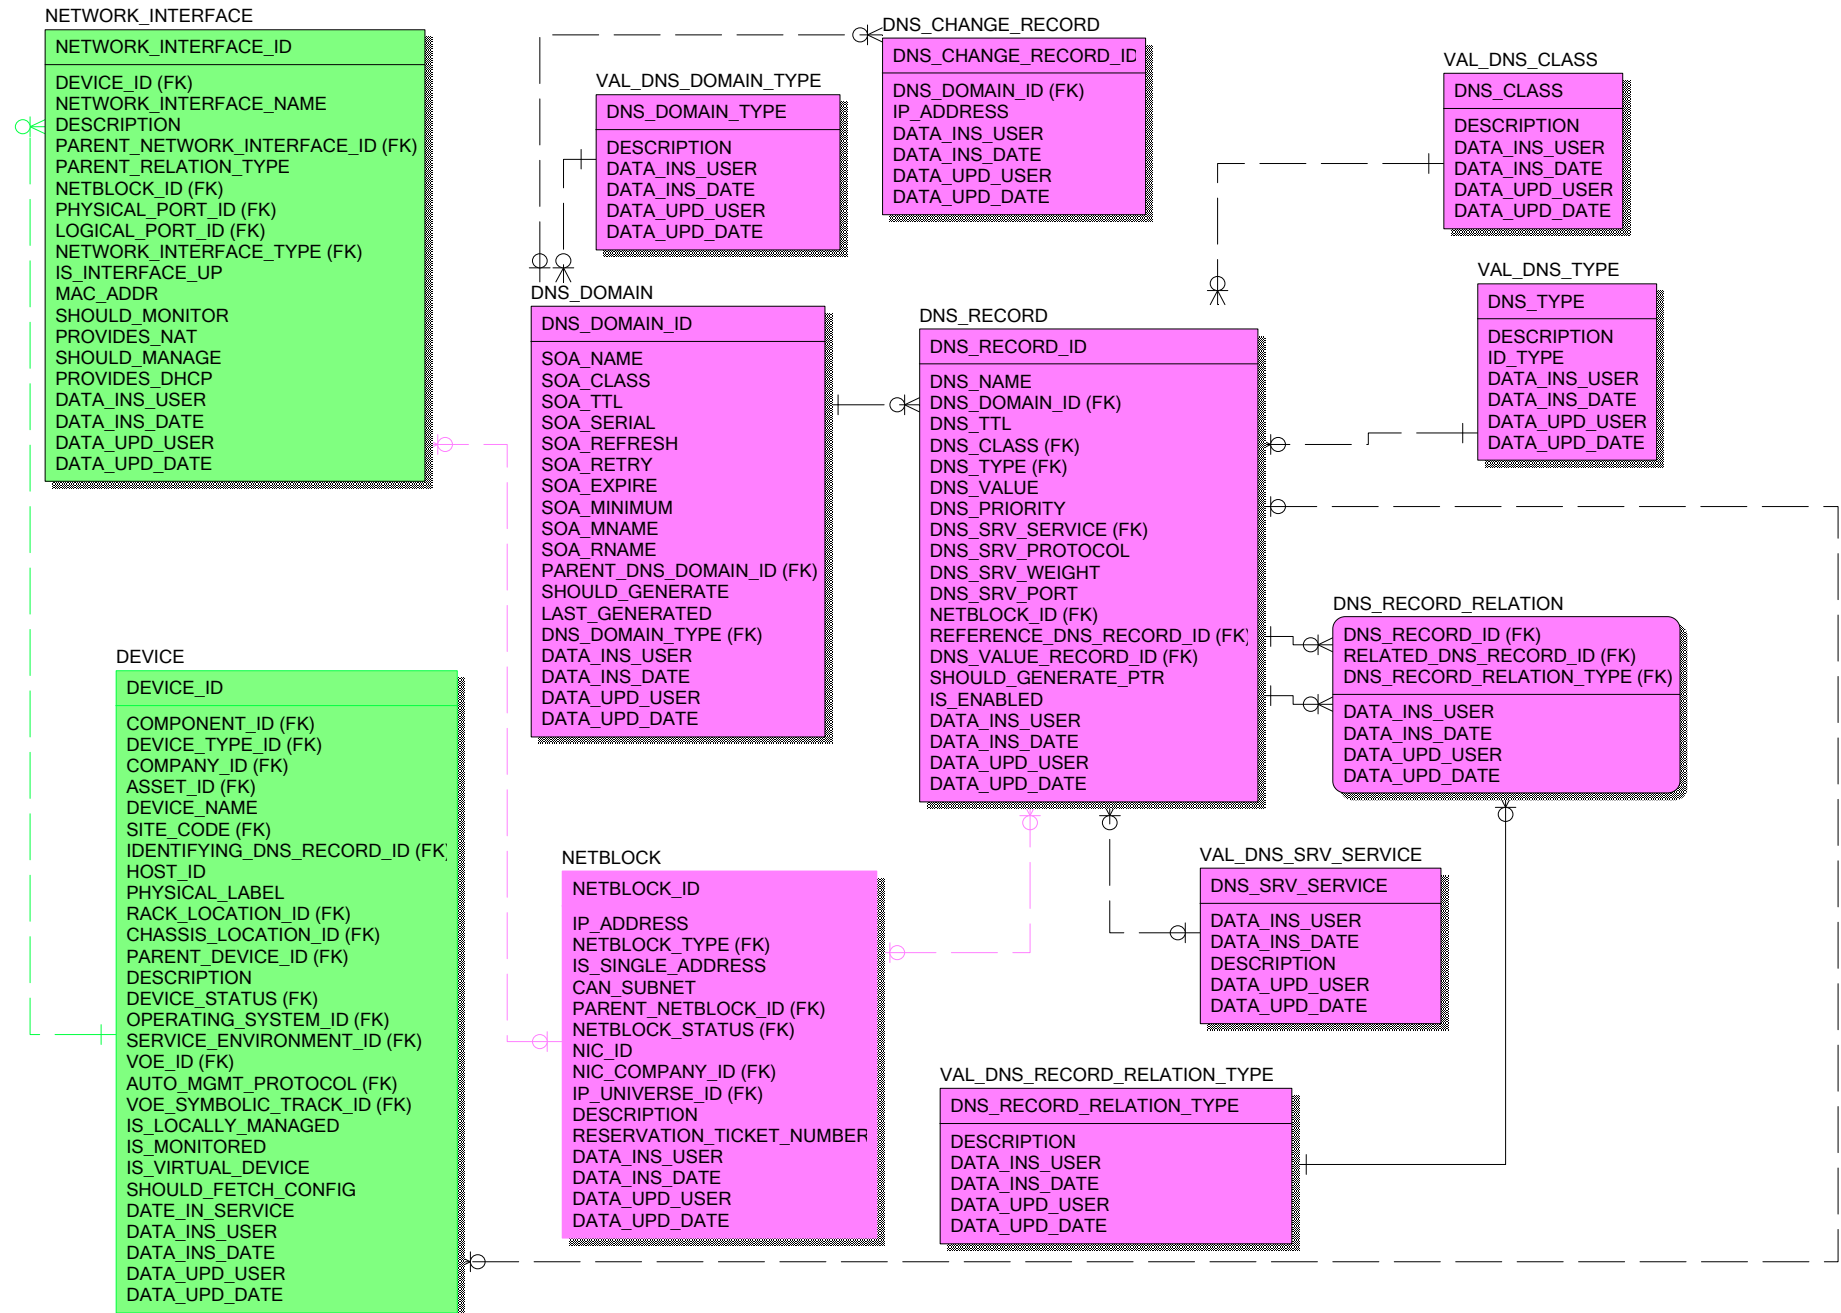 NETWORK_INTERFACE
NETWORK_INTERFACE_ID
DEVICE_ID (FK)
NETWORK_INTERFACE_NAME
DESCRIPTION
PARENT_NETWORK_INTERFACE_ID (FK)
PARENT_RELATION_TYPE
NETBLOCK_ID (FK)
PHYSICAL_PORT_ID (FK)
LOGICAL_PORT_ID (FK)
NETWORK_INTERFACE_TYPE (FK)
IS_INTERFACE_UP
MAC_ADDR
SHOULD_MONITOR
PROVIDES_NAT
SHOULD_MANAGE
PROVIDES_DHCP
DATA_INS_USER
DATA_INS_DATE
DATA_UPD_USER
DATA_UPD_DATE
VAL_DNS_DOMAIN_TYPE
DNS_DOMAIN_TYPE
DESCRIPTION
DATA_INS_USER
DATA_INS_DATE
DATA_UPD_USER
DATA_UPD_DATE
DNS_CHANGE_RECORD
DNS_CHANGE_RECORD_ID
DNS_DOMAIN_ID (FK)
IP_ADDRESS
DATA_INS_USER
DATA_INS_DATE
DATA_UPD_USER
DATA_UPD_DATE
VAL_DNS_CLASS
DNS_CLASS
DESCRIPTION
DATA_INS_USER
DATA_INS_DATE
DATA_UPD_USER
DATA_UPD_DATE
VAL_DNS_TYPE
DNS_TYPE
DESCRIPTION
ID_TYPE
DATA_INS_USER
DATA_INS_DATE
DATA_UPD_USER
DATA_UPD_DATE
DNS_DOMAIN
DNS_DOMAIN_ID
SOA_NAME
SOA_CLASS
SOA_TTL
SOA_SERIAL
SOA_REFRESH
SOA_RETRY
SOA_EXPIRE
SOA_MINIMUM
SOA_MNAME
SOA_RNAME
PARENT_DNS_DOMAIN_ID (FK)
SHOULD_GENERATE
LAST_GENERATED
DNS_DOMAIN_TYPE (FK)
DATA_INS_USER
DATA_INS_DATE
DATA_UPD_USER
DATA_UPD_DATE
DNS_RECORD
DNS_RECORD_ID
DNS_NAME
DNS_DOMAIN_ID (FK)
DNS_TTL
DNS_CLASS (FK)
DNS_TYPE (FK)
DNS_VALUE
DNS_PRIORITY
DNS_SRV_SERVICE (FK)
DNS_SRV_PROTOCOL
DNS_SRV_WEIGHT
DNS_SRV_PORT
NETBLOCK_ID (FK)
REFERENCE_DNS_RECORD_ID (FK)
DNS_VALUE_RECORD_ID (FK)
SHOULD_GENERATE_PTR
IS_ENABLED
DATA_INS_USER
DATA_INS_DATE
DATA_UPD_USER
DATA_UPD_DATE
DNS_RECORD_RELATION
DNS_RECORD_ID (FK)
RELATED_DNS_RECORD_ID (FK)
DNS_RECORD_RELATION_TYPE (FK)
DATA_INS_USER
DATA_INS_DATE
DATA_UPD_USER
DATA_UPD_DATE
DEVICE
DEVICE_ID
COMPONENT_ID (FK)
DEVICE_TYPE_ID (FK)
COMPANY_ID (FK)
ASSET_ID (FK)
DEVICE_NAME
SITE_CODE (FK)
IDENTIFYING_DNS_RECORD_ID (FK)
HOST_ID
PHYSICAL_LABEL
RACK_LOCATION_ID (FK)
CHASSIS_LOCATION_ID (FK)
PARENT_DEVICE_ID (FK)
DESCRIPTION
DEVICE_STATUS (FK)
OPERATING_SYSTEM_ID (FK)
SERVICE_ENVIRONMENT_ID (FK)
VOE_ID (FK)
AUTO_MGMT_PROTOCOL (FK)
VOE_SYMBOLIC_TRACK_ID (FK)
IS_LOCALLY_MANAGED
IS_MONITORED
IS_VIRTUAL_DEVICE
SHOULD_FETCH_CONFIG
DATE_IN_SERVICE
DATA_INS_USER
DATA_INS_DATE
DATA_UPD_USER
DATA_UPD_DATE
NETBLOCK
NETBLOCK_ID
IP_ADDRESS
NETBLOCK_TYPE (FK)
IS_SINGLE_ADDRESS
CAN_SUBNET
PARENT_NETBLOCK_ID (FK)
NETBLOCK_STATUS (FK)
NIC_ID
NIC_COMPANY_ID (FK)
IP_UNIVERSE_ID (FK)
DESCRIPTION
RESERVATION_TICKET_NUMBER
DATA_INS_USER
DATA_INS_DATE
DATA_UPD_USER
DATA_UPD_DATE
VAL_DNS_SRV_SERVICE
DNS_SRV_SERVICE
DATA_INS_USER
DATA_INS_DATE
DESCRIPTION
DATA_UPD_USER
DATA_UPD_DATE
VAL_DNS_RECORD_RELATION_TYPE
DNS_RECORD_RELATION_TYPE
DESCRIPTION
DATA_INS_USER
DATA_INS_DATE
DATA_UPD_USER
DATA_UPD_DATE